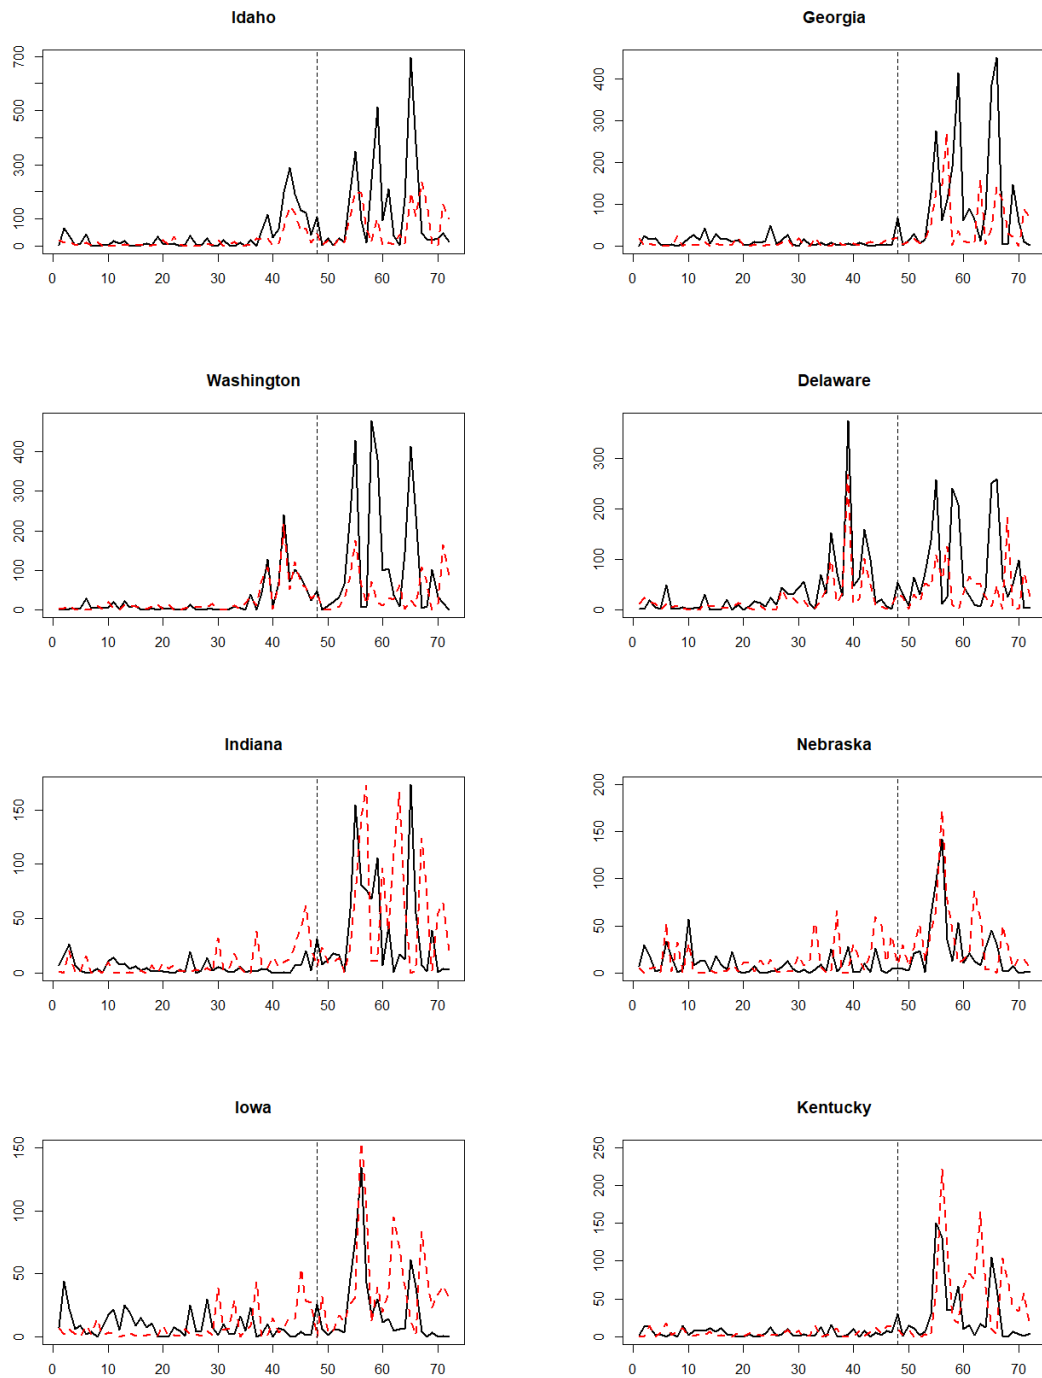 Idaho
0 100 300 500 700
0 10 20 30 40 50 60 70
Georgia
0 100 200 300 400
0 10 20 30 40 50 60 70
Washington
0 100 200 300 400
0 10 20 30 40 50 60 70
Delaware
0 100 200 300
0 10 20 30 40 50 60 70
Indiana
0 50 100 150
0 10 20 30 40 50 60 70
Nebraska
0 50 100 150 200
0 10 20 30 40 50 60 70
Iowa
0 50 100 150
0 10 20 30 40 50 60 70
Kentucky
0 50 100 150 200 250
0 10 20 30 40 50 60 70